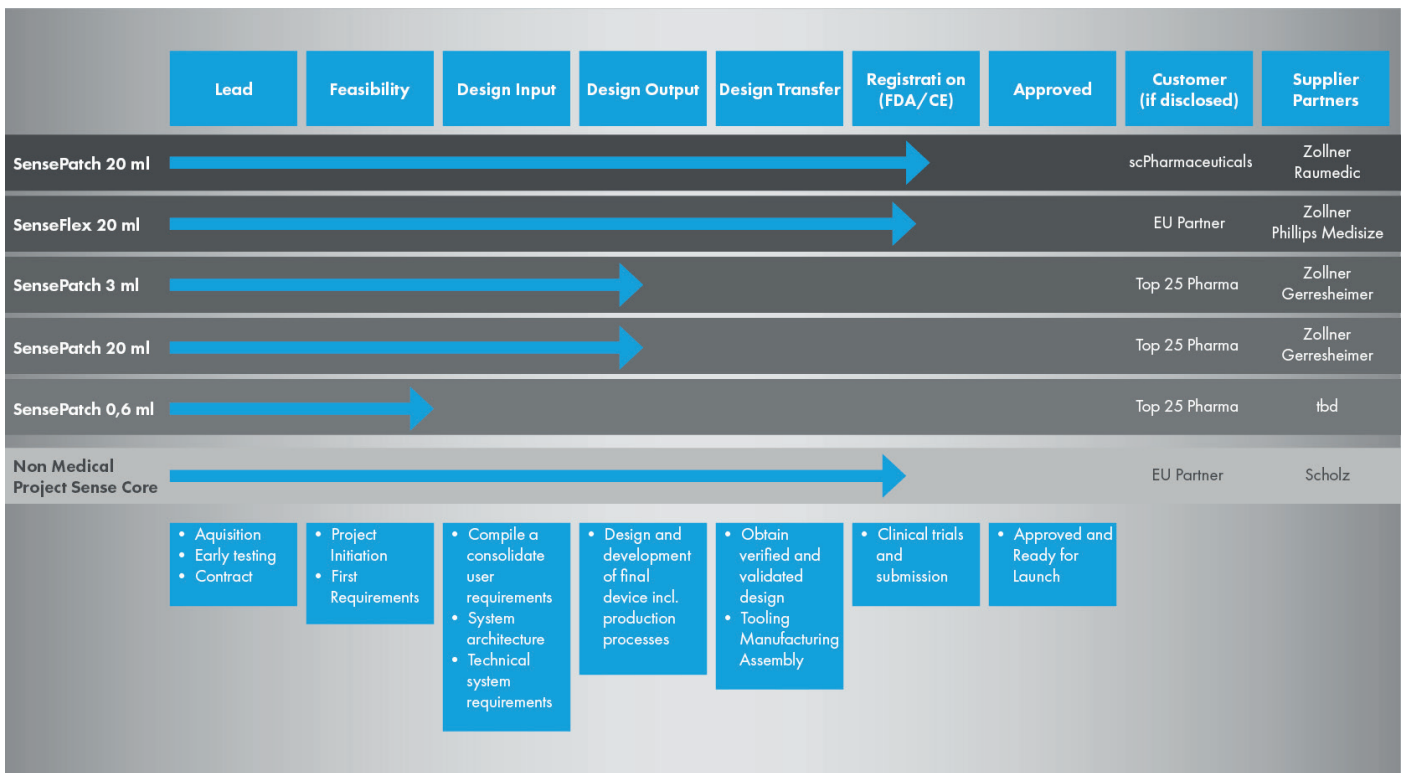 Lead
Feasibility
Design Input
Design Output
Design Transfer
Registrati on
(FDA/CE)
Approved
Customer
(if disclosed)
Supplier
Partners
SensePatch 20 ml
scPharmaceuticals
Zollner
Raumedic
SenseFlex 20 ml
EU Partner
Zollner
Phillips Medisize
SensePatch 3 ml
Top 25 Pharma
Zollner
Gerresheimer
SensePatch 20 ml
Top 25 Pharma
Zollner
Gerresheimer
SensePatch 0,6 ml
Top 25 Pharma
tbd
Non Medical
Project Sense Core
EU Partner
Scholz
• Aquisition
• Early testing
• Contract
• Project
Initiation
• First
Requirements
• Compile a
consolidate
user
requirements
• System
architecture
• Technical
system
requirements
• Design and
development
of final
device incl.
production
processes
• Obtain
verified and
validated
design
• Tooling
Manufacturing
Assembly
• Clinical trials
and
submission
• Approved and
Ready for
Launch